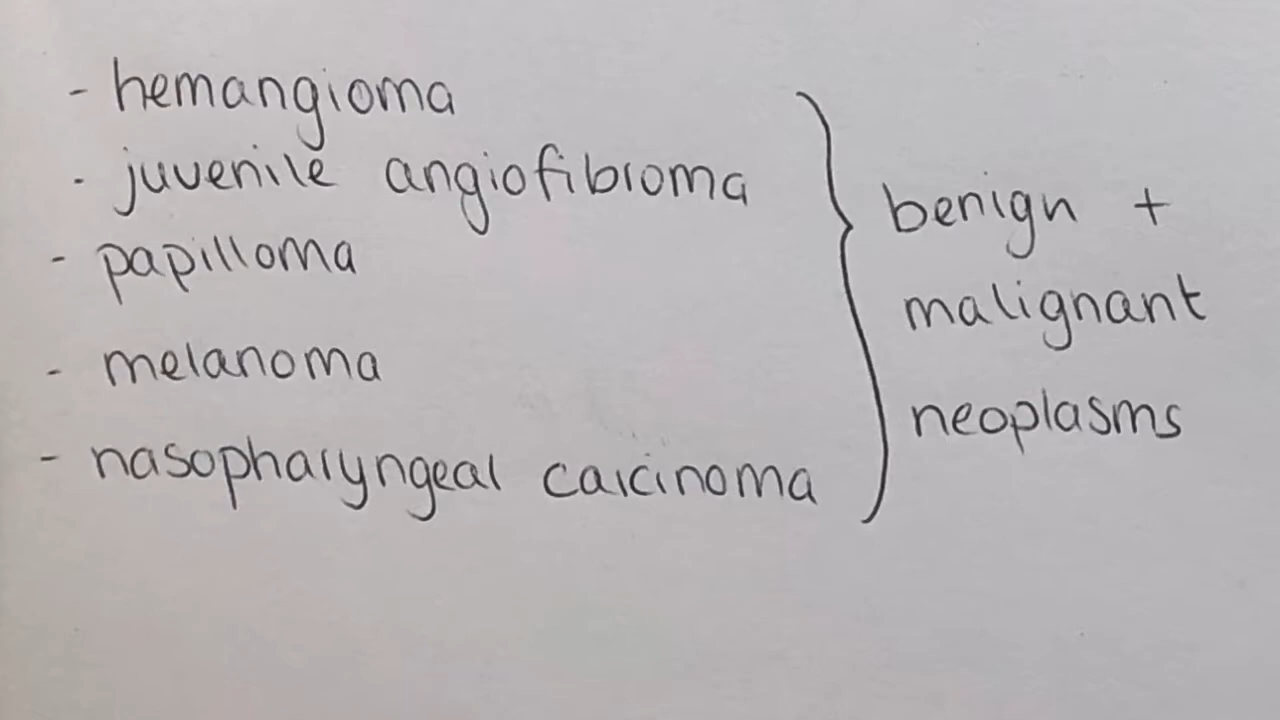 - hemangioma
- juvenile angiofibroma
- papilloma
- melanoma
- nasopharyngeal carcinoma
benign +
malignant
neoplasms